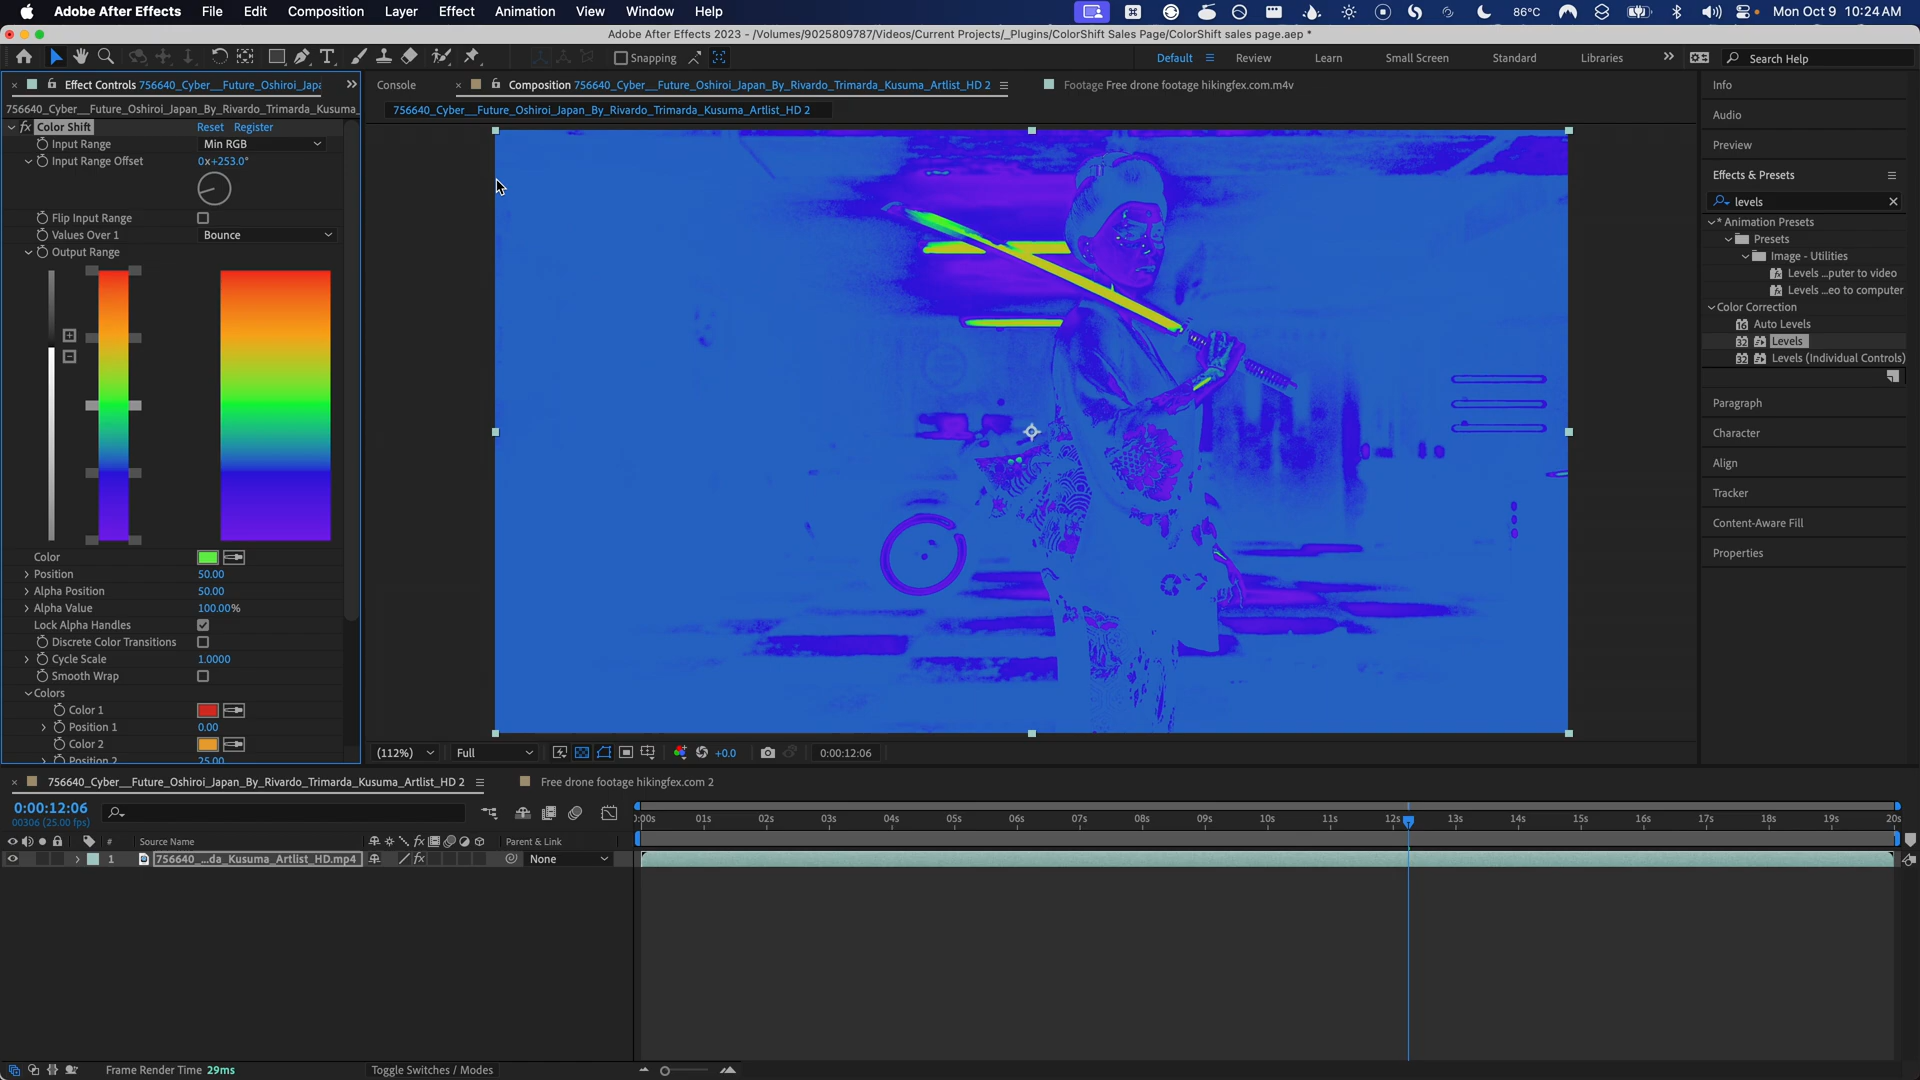 Adobe After Effects File Edit Composition Layer Effect Animation View Window Help 86°C Mon Oct 9 10:24 AM
Adobe After Effects 2023 - /Volumes/9025809787/Videos/Current Projects/_Plugins/ColorShift Sales Page/ColorShift sales page.aep *
Snapping Default Review Learn Small Screen Standard Libraries Search Help
Effect Controls 756640_Cyber__Future_Oshiroi_Japa
Console
Composition 756640_Cyber__Future_Oshiroi_Japan_By_Rivardo_Trimarda_Kusuma_Artlist_HD 2
Footage Free drone footage hikingfex.com.m4v
756640_Cyber__Future_Oshiroi_Japan_By_Rivardo_Trimarda_Kusuma_
756640_Cyber__Future_Oshiroi_Japan_By_Rivardo_Trimarda_Kusuma_Artlist_HD 2
fx Color Shift Reset Register
Input Range Min RGB
Input Range Offset 0x+253.0°
Flip Input Range
Values Over 1 Bounce
Output Range
Color
Position 50.00
Alpha Position 50.00
Alpha Value 100.00%
Lock Alpha Handles
Discrete Color Transitions
Cycle Scale 1.0000
Smooth Wrap
Colors
Color 1
Position 1 0.00
Color 2
Position 2 25.00
(112%) Full +0.0 0:00:12:06
Info
Audio
Preview
Effects & Presets
levels
* Animation Presets
Presets
Image - Utilities
Levels ...puter to video
Levels ...eo to computer
Color Correction
16 Auto Levels
32 Levels
32 Levels (Individual Controls)
Paragraph
Character
Align
Tracker
Content-Aware Fill
Properties
756640_Cyber__Future_Oshiroi_Japan_By_Rivardo_Trimarda_Kusuma_Artlist_HD 2
Free drone footage hikingfex.com 2
0:00:12:06
00306 (25.00 fps)
:00s 01s 02s 03s 04s 05s 06s 07s 08s 09s 10s 11s 12s 13s 14s 15s 16s 17s 18s 19s 20s
# Source Name fx Parent & Link
1 756640_...da_Kusuma_Artlist_HD.mp4 fx None
Frame Render Time 29ms Toggle Switches / Modes